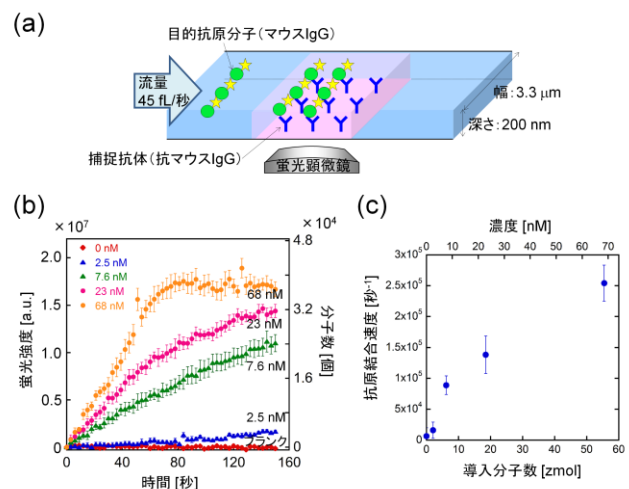 (a)
目的抗原分子(マウスIgG)
流量
45 fL/秒
幅:3.3 μm
深さ:200 nm
捕捉抗体(抗マウスIgG)
蛍光顕微鏡
(b)
×10⁷
×10⁴
2.0
1.5
1.0
0.5
0.0
蛍光強度 [a.u.]
0 nM
2.5 nM
7.6 nM
23 nM
68 nM
68 nM
23 nM
7.6 nM
2.5 nM
ブランク
4.8
3.2
1.6
0
分子数 [個]
0 40 80 120 160
時間 [秒]
(c)
濃度 [nM]
0 10 20 30 40 50 60 70
3x10⁵
2.5x10⁵
2x10⁵
1.5x10⁵
1x10⁵
5x10⁴
0
抗原結合速度 [秒⁻¹]
0 10 20 30 40 50 60
導入分子数 [zmol]